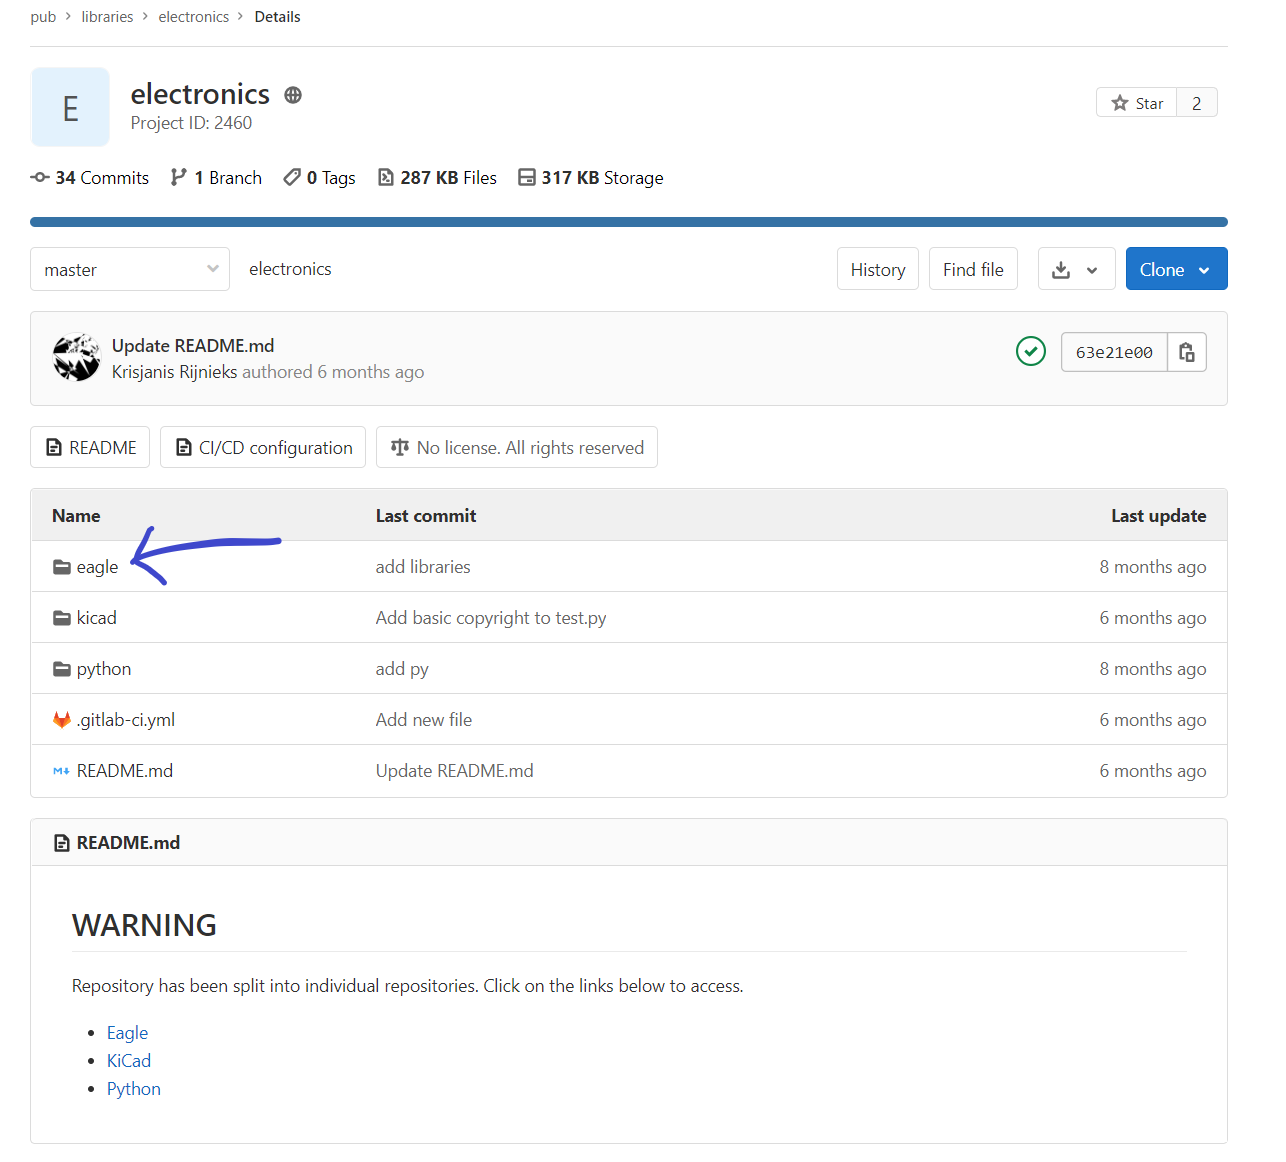 pub > libraries > electronics > Details
E
electronics
Project ID: 2460
Star 2
34 Commits 1 Branch 0 Tags 287 KB Files 317 KB Storage
master electronics History Find file Clone
Update README.md
Krisjanis Rijnieks authored 6 months ago
63e21e00
README CI/CD configuration No license. All rights reserved
Name Last commit Last update
eagle add libraries 8 months ago
kicad Add basic copyright to test.py 6 months ago
python add py 8 months ago
.gitlab-ci.yml Add new file 6 months ago
M↓ README.md Update README.md 6 months ago
README.md
WARNING
Repository has been split into individual repositories. Click on the links below to access.
• Eagle
• KiCad
• Python